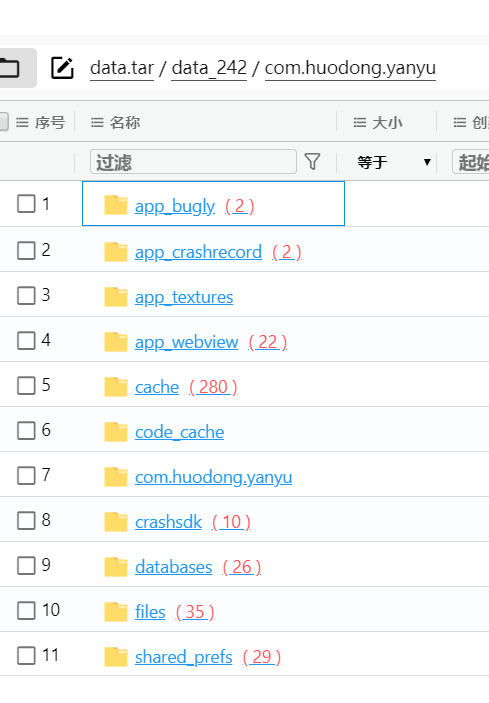 data.tar / data_242 / com.huodong.yanyu
序号 名称 大小
过滤 等于 起始
1 app_bugly ( 2 )
2 app_crashrecord ( 2 )
3 app_textures
4 app_webview ( 22 )
5 cache ( 280 )
6 code_cache
7 com.huodong.yanyu
8 crashsdk ( 10 )
9 databases ( 26 )
10 files ( 35 )
11 shared_prefs ( 29 )